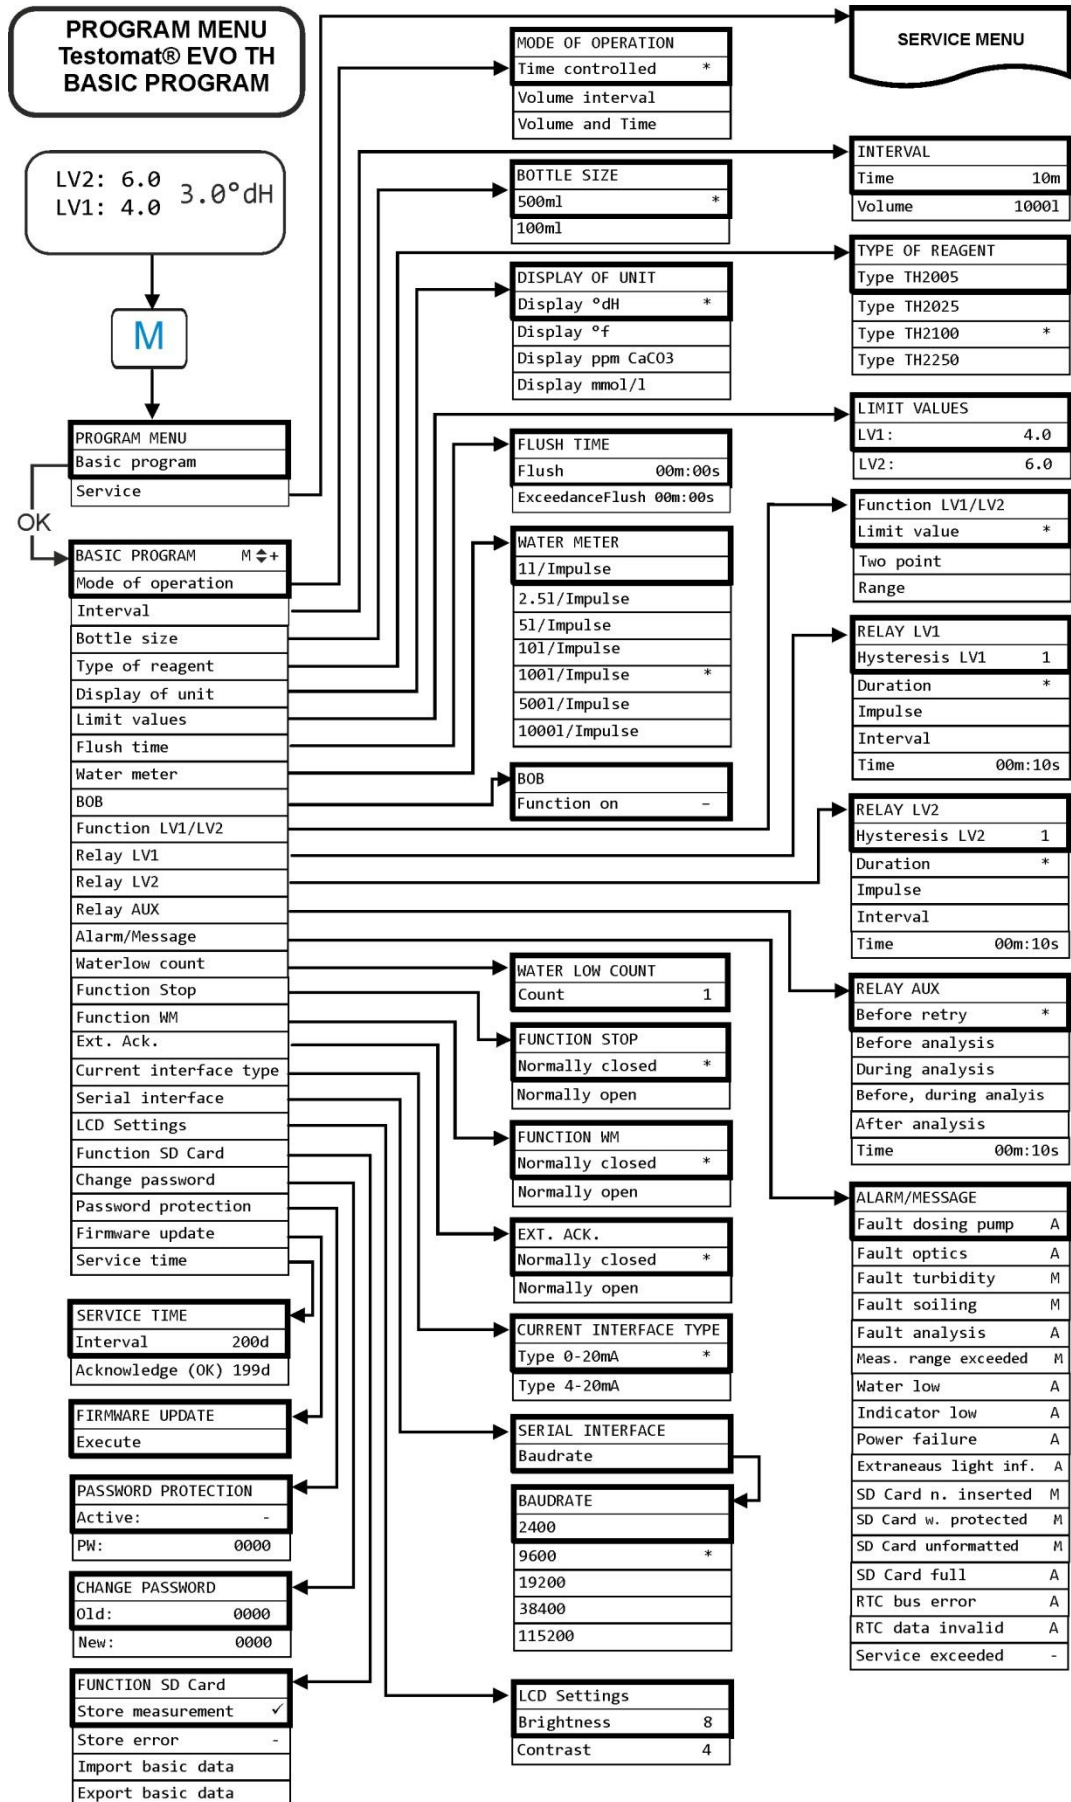 PROGRAM MENU
Testomat® EVO TH
BASIC PROGRAM
LV2: 6.0
LV1: 4.0
3.0°dH
M
PROGRAM MENU
Basic program
Service
OK
BASIC PROGRAM M +
Mode of operation
Interval
Bottle size
Type of reagent
Display of unit
Limit values
Flush time
Water meter
BOB
Function LV1/LV2
Relay LV1
Relay LV2
Relay AUX
Alarm/Message
Waterlow count
Function Stop
Function WM
Ext. Ack.
Current interface type
Serial interface
LCD Settings
Function SD Card
Change password
Password protection
Firmware update
Service time
SERVICE TIME
Interval 200d
Acknowledge (OK) 199d
FIRMWARE UPDATE
Execute
PASSWORD PROTECTION
Active: -
PW: 0000
CHANGE PASSWORD
Old: 0000
New: 0000
FUNCTION SD Card
Store measurement ✓
Store error -
Import basic data
Export basic data
MODE OF OPERATION
Time controlled *
Volume interval
Volume and Time
BOTTLE SIZE
500ml *
100ml
DISPLAY OF UNIT
Display °dH *
Display °f
Display ppm CaCO3
Display mmol/l
FLUSH TIME
Flush 00m:00s
ExceedanceFlush 00m:00s
WATER METER
1l/Impulse
2.5l/Impulse
5l/Impulse
10l/Impulse
100l/Impulse *
500l/Impulse
1000l/Impulse
BOB
Function on -
WATER LOW COUNT
Count 1
FUNCTION STOP
Normally closed *
Normally open
FUNCTION WM
Normally closed *
Normally open
EXT. ACK.
Normally closed *
Normally open
CURRENT INTERFACE TYPE
Type 0-20mA *
Type 4-20mA
SERIAL INTERFACE
Baudrate
BAUDRATE
2400
9600 *
19200
38400
115200
LCD Settings
Brightness 8
Contrast 4
SERVICE MENU
INTERVAL
Time 10m
Volume 1000l
TYPE OF REAGENT
Type TH2005
Type TH2025
Type TH2100 *
Type TH2250
LIMIT VALUES
LV1: 4.0
LV2: 6.0
Function LV1/LV2
Limit value *
Two point
Range
RELAY LV1
Hysteresis LV1 1
Duration *
Impulse
Interval
Time 00m:10s
RELAY LV2
Hysteresis LV2 1
Duration *
Impulse
Interval
Time 00m:10s
RELAY AUX
Before retry *
Before analysis
During analysis
Before, during analyis
After analysis
Time 00m:10s
ALARM/MESSAGE
Fault dosing pump A
Fault optics A
Fault turbidity M
Fault soiling M
Fault analysis A
Meas. range exceeded M
Water low A
Indicator low A
Power failure A
Extraneaus light inf. A
SD Card n. inserted M
SD Card w. protected M
SD Card unformatted M
SD Card full A
RTC bus error A
RTC data invalid A
Service exceeded -